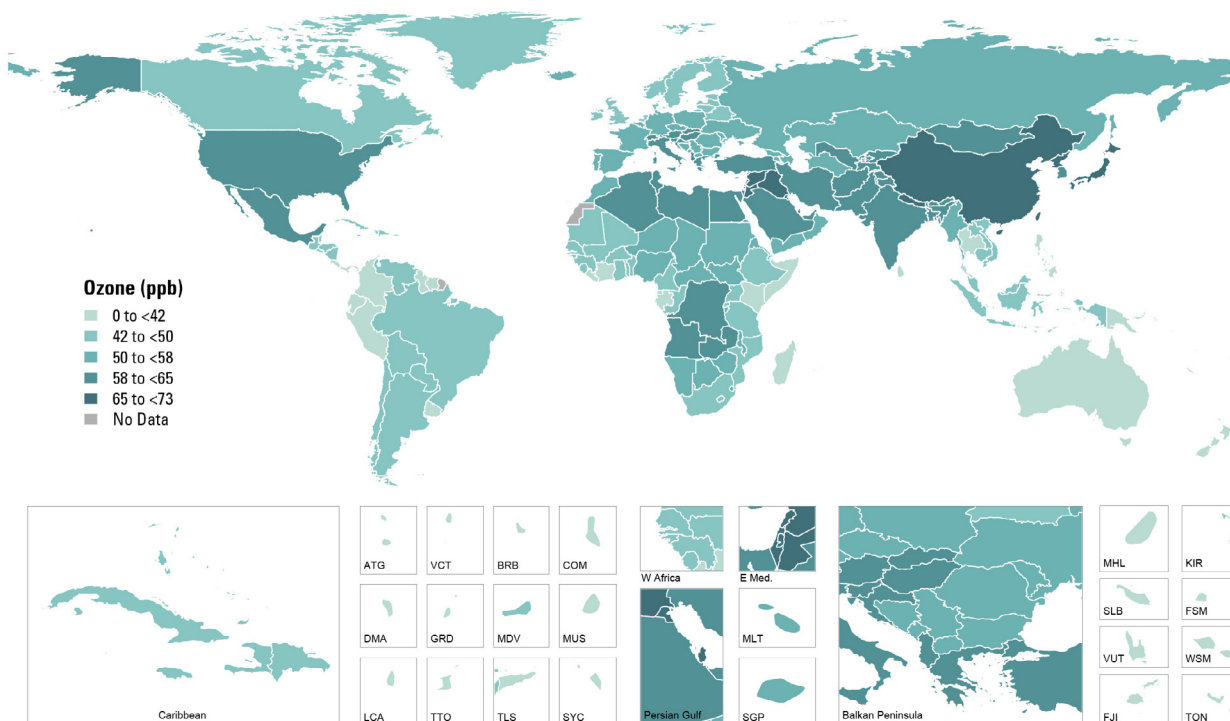 Ozone (ppb)
0 to <42
42 to <50
50 to <58
58 to <65
65 to <73
No Data
Caribbean
ATG
VCT
BRB
COM
DMA
GRD
MDV
MUS
LCA
TTO
TLS
SYC
W Africa
E Med.
Persian Gulf
MLT
SGP
Balkan Peninsula
MHL
KIR
SLB
FSM
VUT
WSM
FJI
TON